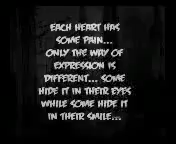 EACH HEART HAS
SOME PAIN...
ONLY THE WAY OF
EXPRESSION IS
DIFFERENT... SOME
HIDE IT IN THEIR EYES
WHILE SOME HIDE IT
IN THEIR SMILE...